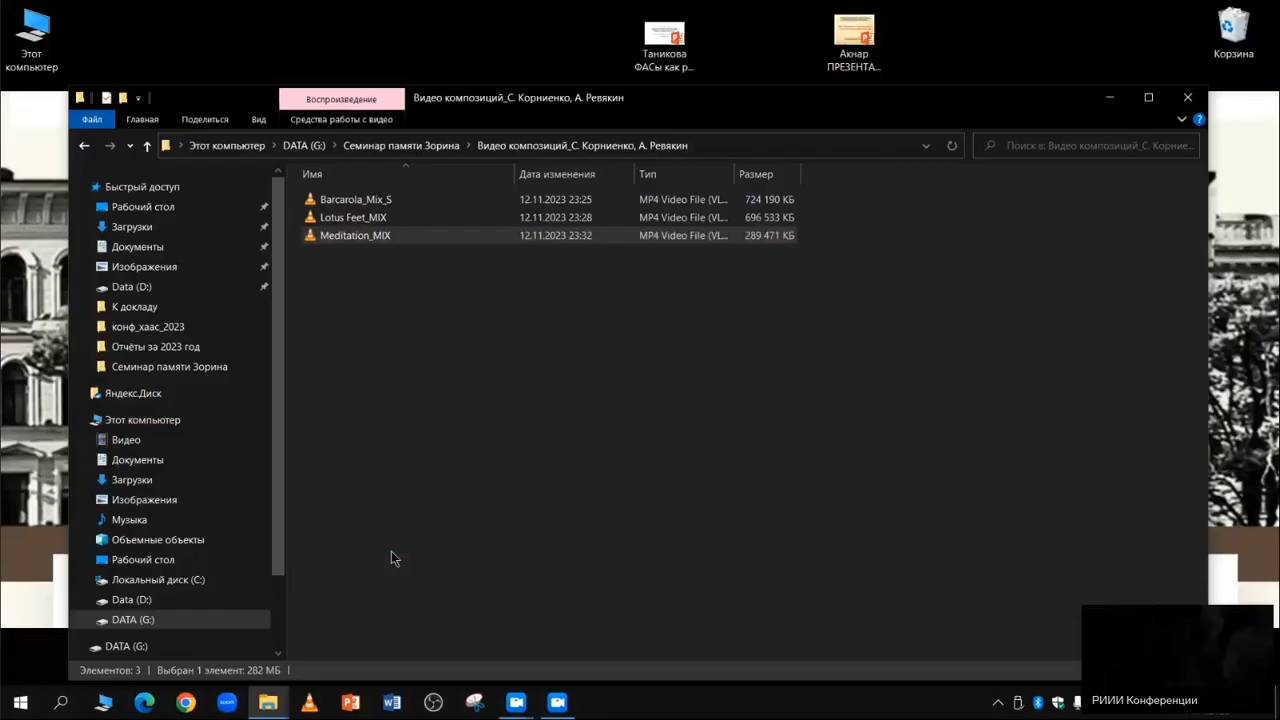 Этот
компьютер
Таникова
ФАСы как р...
Акнар
ПРЕЗЕНТА...
Корзина
Воспроизведение
Видео композиций_С. Корниенко, А. Ревякин
Файл
Главная
Поделиться
Вид
Средства работы с видео
Этот компьютер
DATA (G:)
Семинар памяти Зорина
Видео композиций_С. Корниенко, А. Ревякин
Поиск в: Видео композиций_С. Корние...
Имя
Дата изменения
Тип
Размер
Barcarola_Mix_S 12.11.2023 23:25 MP4 Video File (VL... 724 190 КБ
Lotus Feet_MIX 12.11.2023 23:28 MP4 Video File (VL... 696 533 КБ
Meditation_MIX 12.11.2023 23:32 MP4 Video File (VL... 289 471 КБ
Быстрый доступ
Рабочий стол
Загрузки
Документы
Изображения
Data (D:)
К докладу
конф_хаас_2023
Отчёты за 2023 год
Семинар памяти Зорина
Яндекс.Диск
Этот компьютер
Видео
Документы
Загрузки
Изображения
Музыка
Объемные объекты
Рабочий стол
Локальный диск (C:)
Data (D:)
DATA (G:)
DATA (G:)
Элементов: 3
Выбран 1 элемент: 282 МБ
zoom
РИИИ Конференции